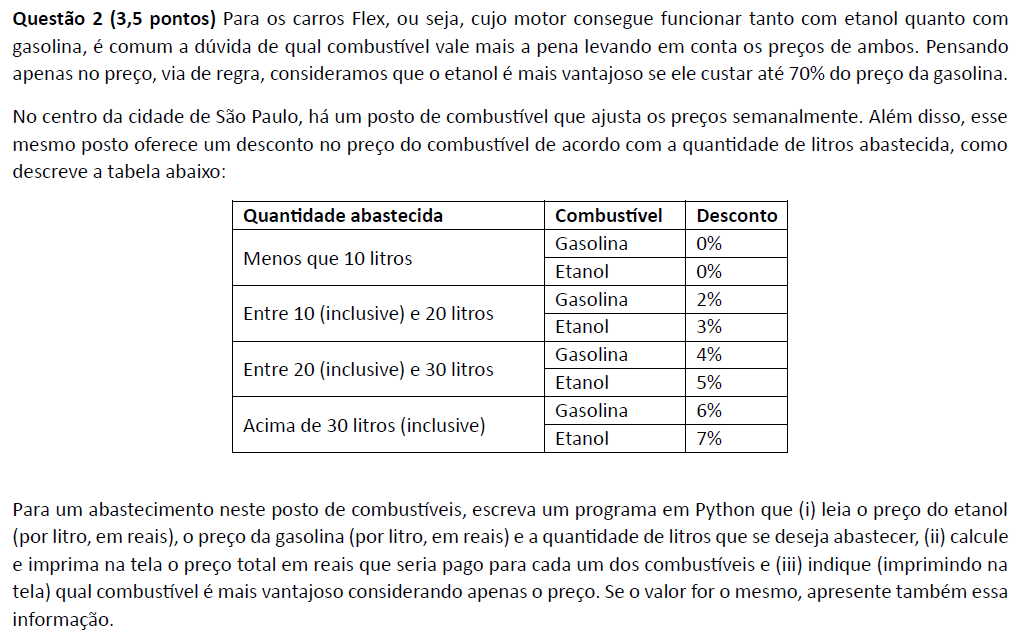 Questão 2 (3,5 pontos) Para os carros Flex, ou seja, cujo motor consegue funcionar tanto com etanol quanto com
gasolina, é comum a dúvida de qual combustível vale mais a pena levando em conta os preços de ambos. Pensando
apenas no preço, via de regra, consideramos que o etanol é mais vantajoso se ele custar até 70% do preço da gasolina.
No centro da cidade de São Paulo, há um posto de combustível que ajusta os preços semanalmente. Além disso, esse
mesmo posto oferece um desconto no preço do combustível de acordo com a quantidade de litros abastecida, como
descreve a tabela abaixo:
Quantidade abastecida Combustível Desconto
Menos que 10 litros
Gasolina 0%
Etanol 0%
Entre 10 (inclusive) e 20 litros
Gasolina 2%
Etanol 3%
Entre 20 (inclusive) e 30 litros
Gasolina 4%
Etanol 5%
Acima de 30 litros (inclusive)
Gasolina 6%
Etanol 7%
Para um abastecimento neste posto de combustíveis, escreva um programa em Python que (i) leia o preço do etanol
(por litro, em reais), o preço da gasolina (por litro, em reais) e a quantidade de litros que se deseja abastecer, (ii) calcule
e imprima na tela o preço total em reais que seria pago para cada um dos combustíveis e (iii) indique (imprimindo na
tela) qual combustível é mais vantajoso considerando apenas o preço. Se o valor for o mesmo, apresente também essa
informação.